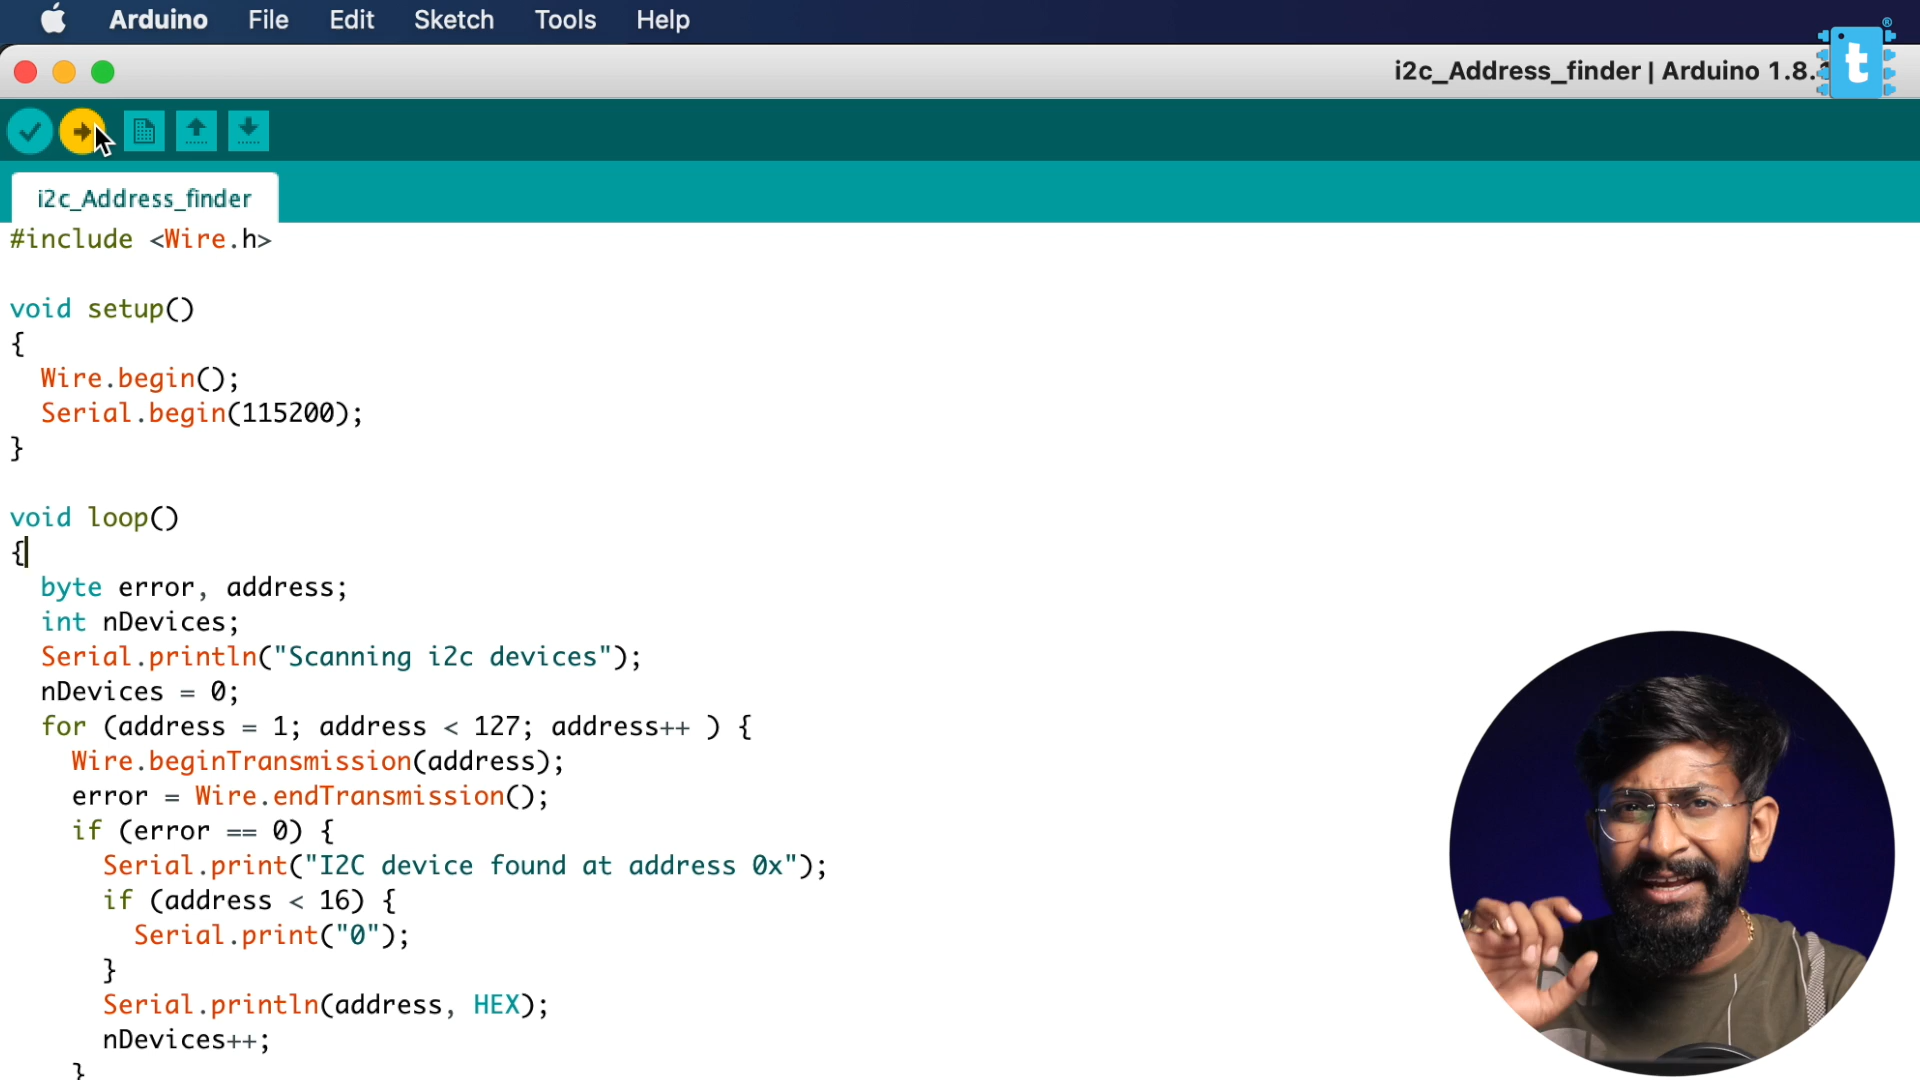 Arduino File Edit Sketch Tools Help
i2c_Address_finder | Arduino 1.8.
t
®
i2c_Address_finder
#include <Wire.h>
void setup()
{
Wire.begin();
Serial.begin(115200);
}
void loop()
{
byte error, address;
int nDevices;
Serial.println("Scanning i2c devices");
nDevices = 0;
for (address = 1; address < 127; address++ ) {
Wire.beginTransmission(address);
error = Wire.endTransmission();
if (error == 0) {
Serial.print("I2C device found at address 0x");
if (address < 16) {
Serial.print("0");
}
Serial.println(address, HEX);
nDevices++;
}